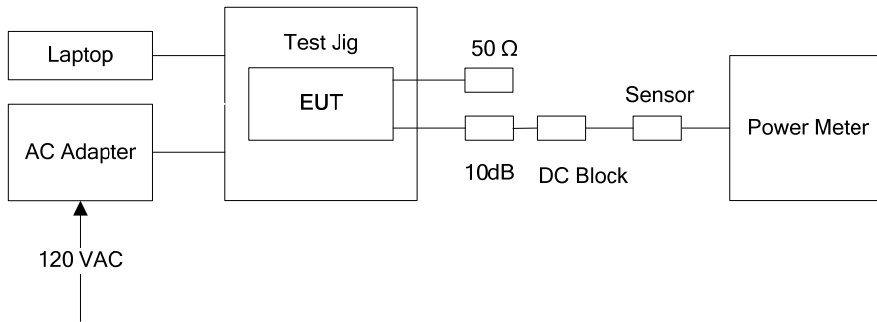 Laptop
Test Jig
EUT
50 Ω
Sensor
Power Meter
AC Adapter
10dB
DC Block
120 VAC